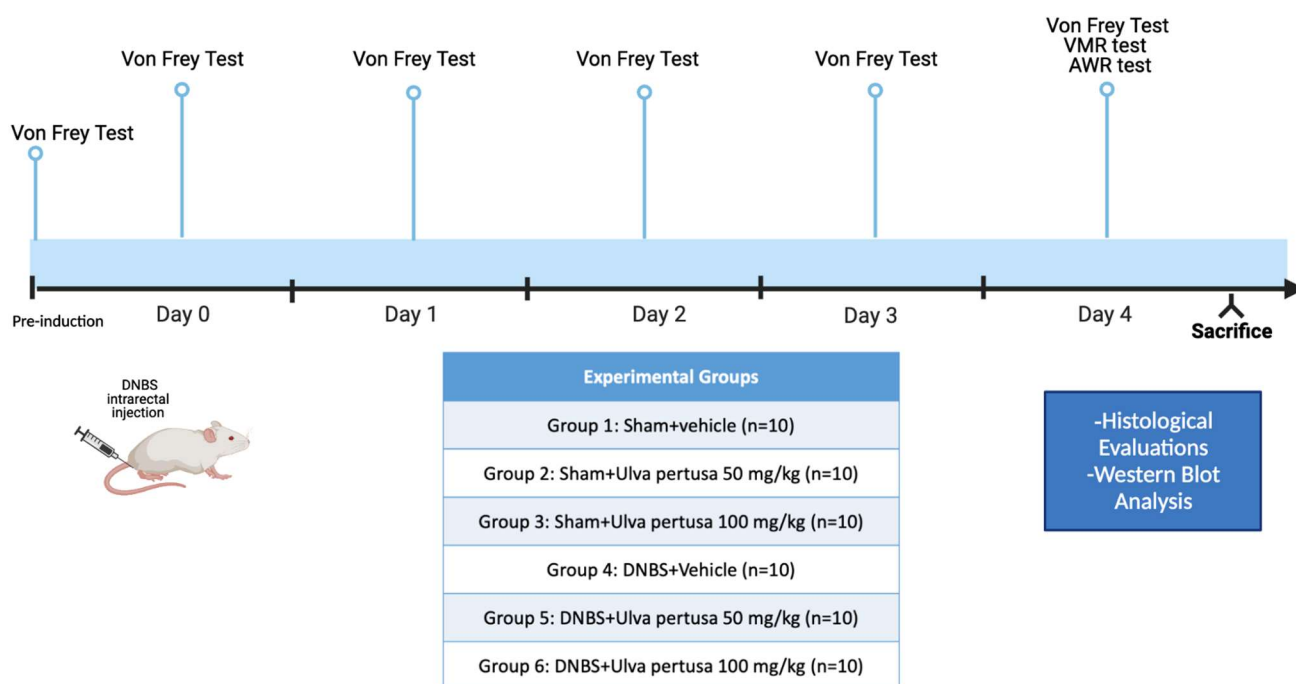 Von Frey Test
Von Frey Test
Von Frey Test
Von Frey Test
Von Frey Test
Von Frey Test
VMR test
AWR test
Pre-induction
Day 0
Day 1
Day 2
Day 3
Day 4
Sacrifice
DNBS
intrarectal
injection
Experimental Groups
Group 1: Sham+vehicle (n=10)
Group 2: Sham+Ulva pertusa 50 mg/kg (n=10)
Group 3: Sham+Ulva pertusa 100 mg/kg (n=10)
Group 4: DNBS+Vehicle (n=10)
Group 5: DNBS+Ulva pertusa 50 mg/kg (n=10)
Group 6: DNBS+Ulva pertusa 100 mg/kg (n=10)
-Histological
Evaluations
-Western Blot
Analysis